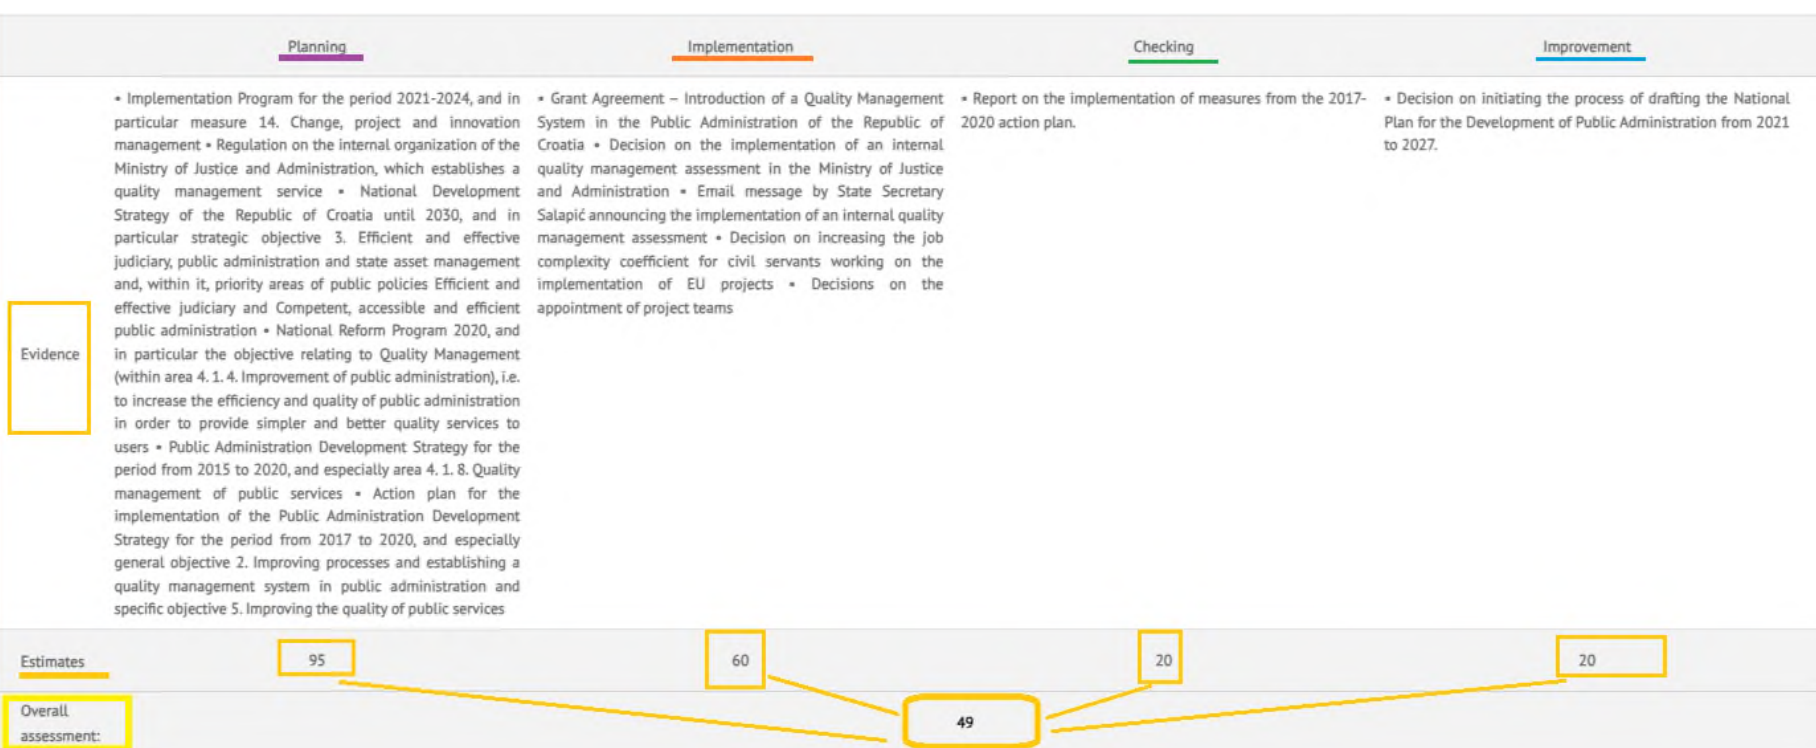 Planning Implementation Checking Improvement
• Implementation Program for the period 2021-2024, and in
particular measure 14. Change, project and innovation
management • Regulation on the internal organization of the
Ministry of Justice and Administration, which establishes a
quality management service • National Development
Strategy of the Republic of Croatia until 2030, and in
particular strategic objective 3. Efficient and effective
judiciary, public administration and state asset management
and, within it, priority areas of public policies Efficient and
effective judiciary and Competent, accessible and efficient
public administration • National Reform Program 2020, and
in particular the objective relating to Quality Management
(within area 4. 1. 4. Improvement of public administration), i.e.
to increase the efficiency and quality of public administration
in order to provide simpler and better quality services to
users • Public Administration Development Strategy for the
period from 2015 to 2020, and especially area 4. 1. 8. Quality
management of public services • Action plan for the
implementation of the Public Administration Development
Strategy for the period from 2017 to 2020, and especially
general objective 2. Improving processes and establishing a
quality management system in public administration and
specific objective 5. Improving the quality of public services
• Grant Agreement – Introduction of a Quality Management
System in the Public Administration of the Republic of
Croatia • Decision on the implementation of an internal
quality management assessment in the Ministry of Justice
and Administration • Email message by State Secretary
Salapić announcing the implementation of an internal quality
management assessment • Decision on increasing the job
complexity coefficient for civil servants working on the
implementation of EU projects • Decisions on the
appointment of project teams
• Report on the implementation of measures from the 2017-
2020 action plan.
• Decision on initiating the process of drafting the National
Plan for the Development of Public Administration from 2021
to 2027.
Evidence
Estimates 95 60 20 20
Overall
assessment:
49